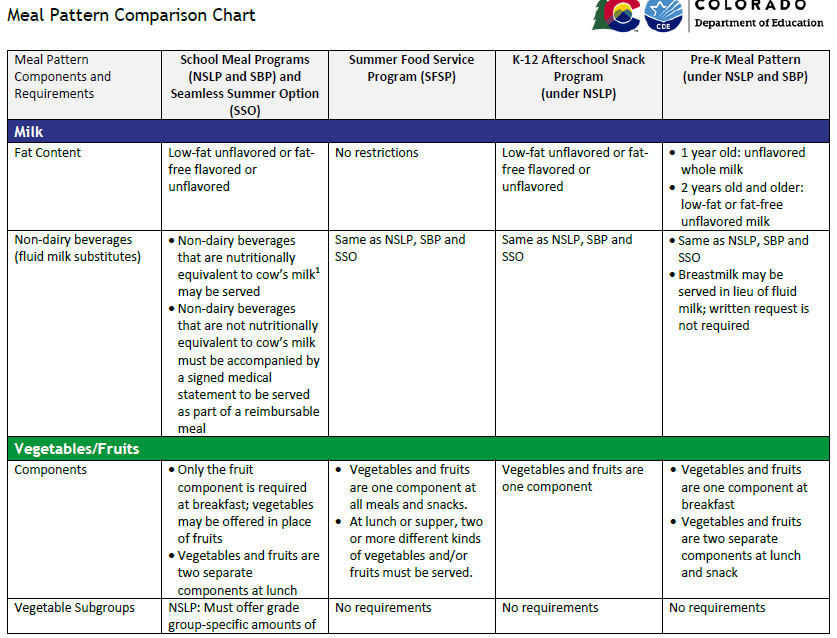 Meal Pattern Comparison Chart
COLORADO
Department of Education
CDE
Meal Pattern
Components and
Requirements
School Meal Programs
(NSLP and SBP) and
Seamless Summer Option
(SSO)
Summer Food Service
Program (SFSP)
K-12 Afterschool Snack
Program
(under NSLP)
Pre-K Meal Pattern
(under NSLP and SBP)
Milk
Fat Content
Low-fat unflavored or fat-
free flavored or
unflavored
No restrictions
Low-fat unflavored or fat-
free flavored or
unflavored
• 1 year old: unflavored
whole milk
• 2 years old and older:
low-fat or fat-free
unflavored milk
Non-dairy beverages
(fluid milk substitutes)
• Non-dairy beverages
that are nutritionally
equivalent to cow's milk¹
may be served
• Non-dairy beverages
that are not nutritionally
equivalent to cow's milk
must be accompanied by
a signed medical
statement to be served
as part of a reimbursable
meal
Same as NSLP, SBP and
SSO
Same as NSLP, SBP and
SSO
• Same as NSLP, SBP and
SSO
• Breastmilk may be
served in lieu of fluid
milk; written request is
not required
Vegetables/Fruits
Components
• Only the fruit
component is required
at breakfast; vegetables
may be offered in place
of fruits
• Vegetables and fruits are
two separate
components at lunch
• Vegetables and fruits
are one component at
all meals and snacks.
• At lunch or supper, two
or more different kinds
of vegetables and/or
fruits must be served.
Vegetables and fruits are
one component
• Vegetables and fruits
are one component at
breakfast
• Vegetables and fruits
are two separate
components at lunch
and snack
Vegetable Subgroups
NSLP: Must offer grade
group-specific amounts of
No requirements
No requirements
No requirements